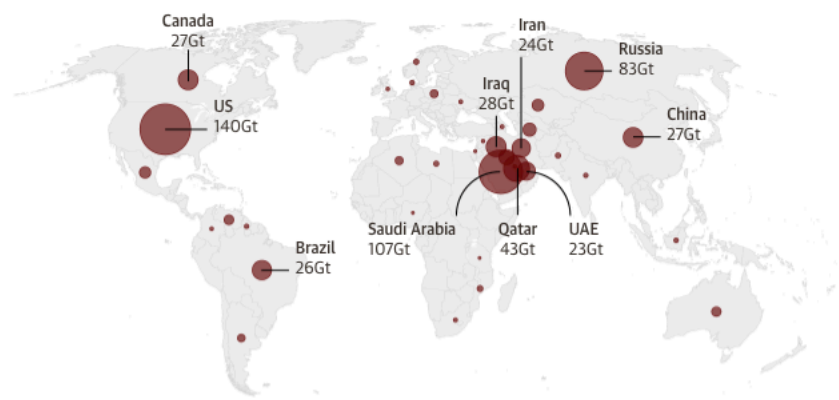 Canada
27Gt
US
140Gt
Iran
24Gt
Iraq
28Gt
Russia
83Gt
China
27Gt
Saudi Arabia
107Gt
Qatar
43Gt
UAE
23Gt
Brazil
26Gt